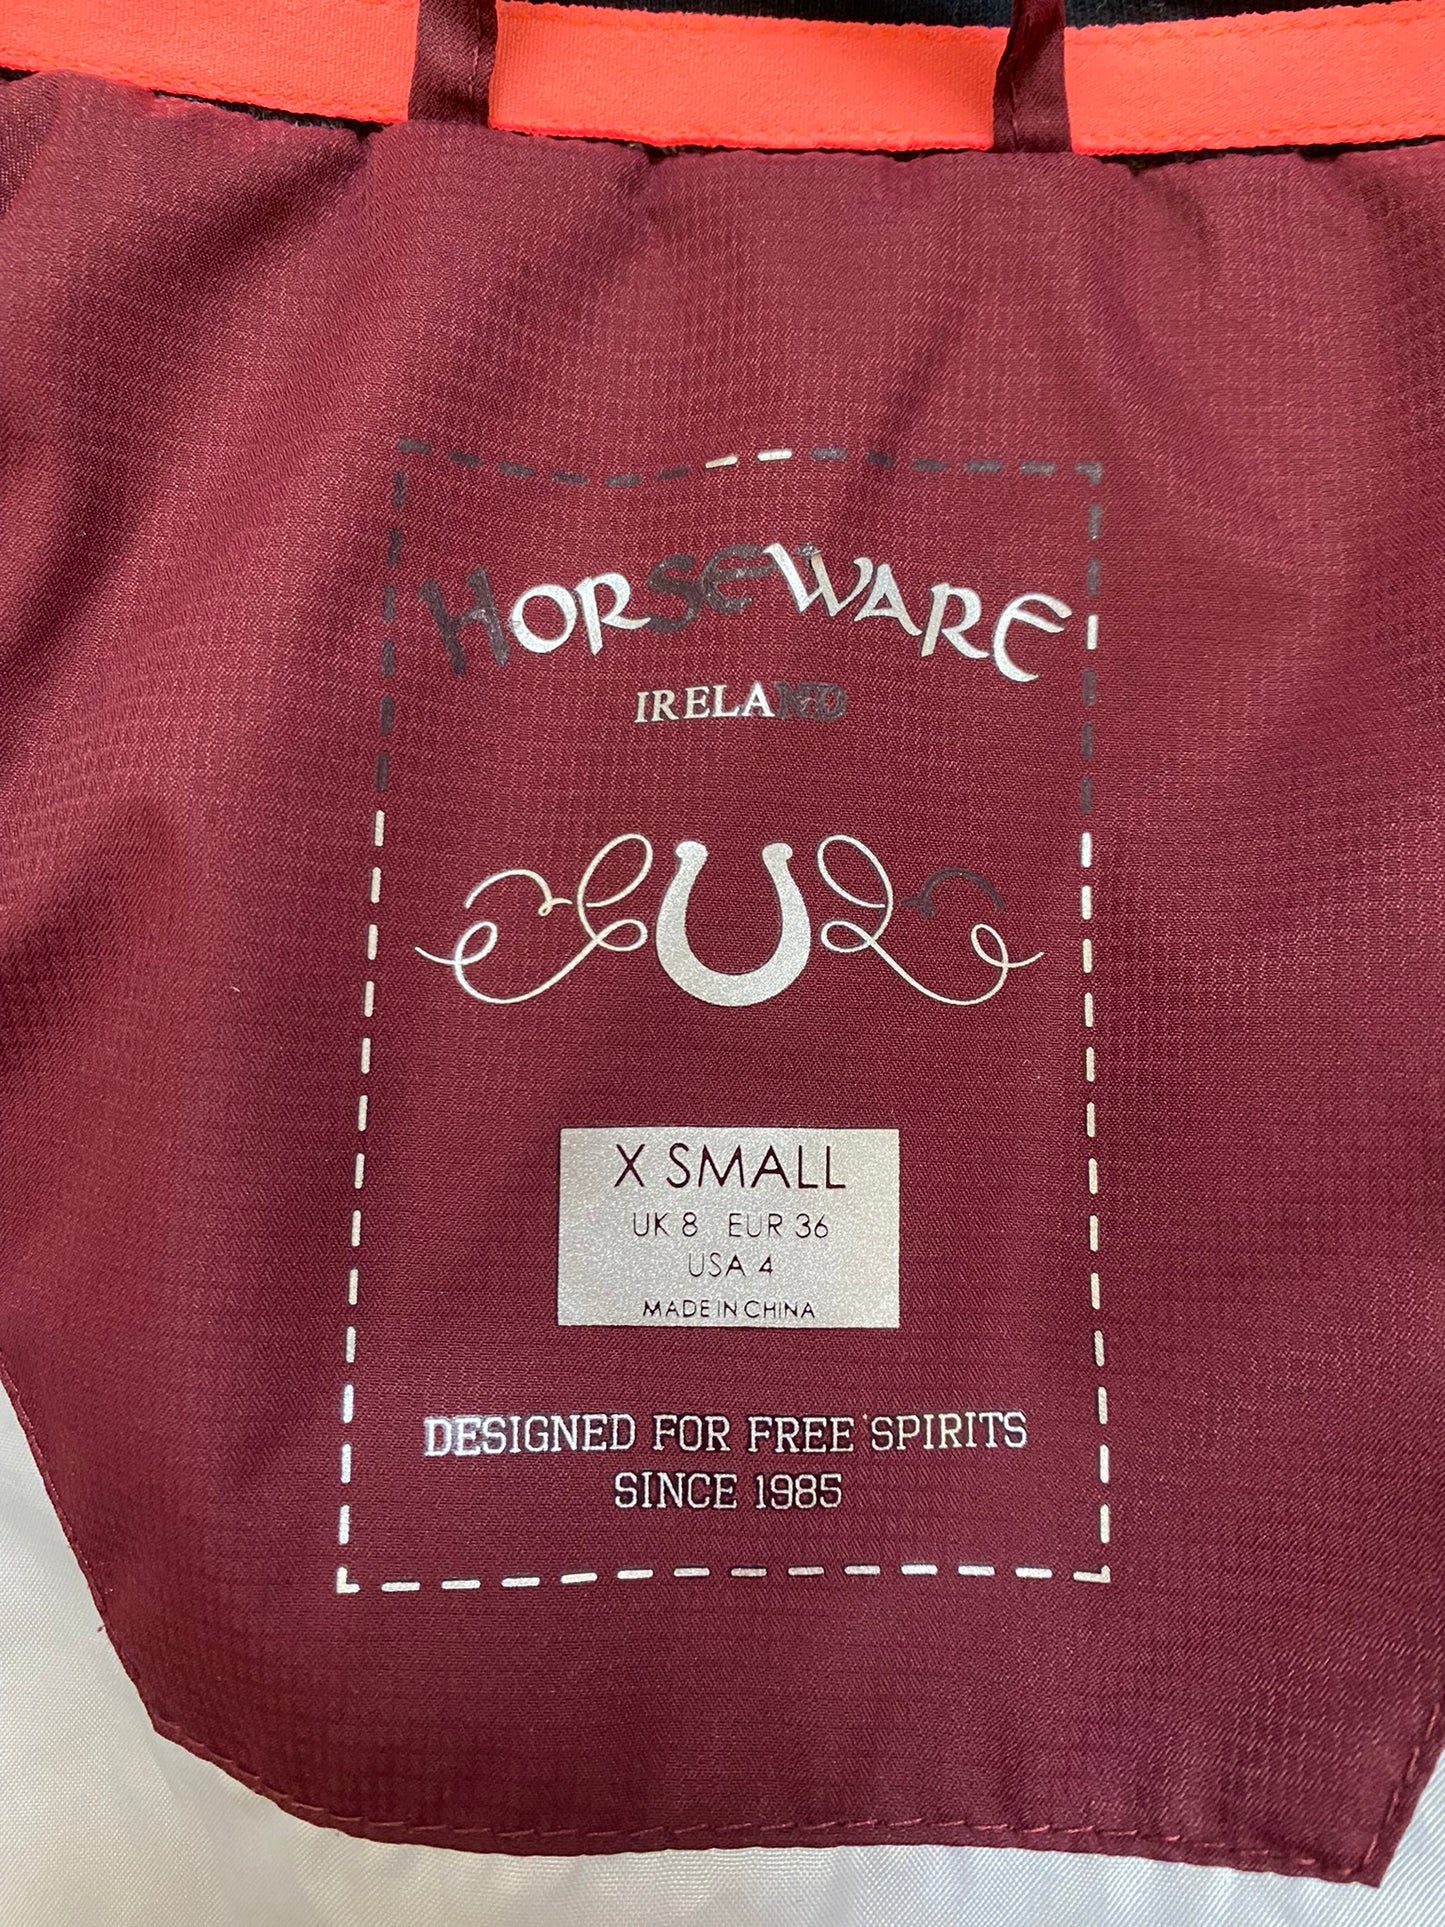 HORSEWARE
IRELAND
X SMALL
UK 8 EUR 36
USA 4
MADE IN CHINA
DESIGNED FOR FREE SPIRITS
SINCE 1985